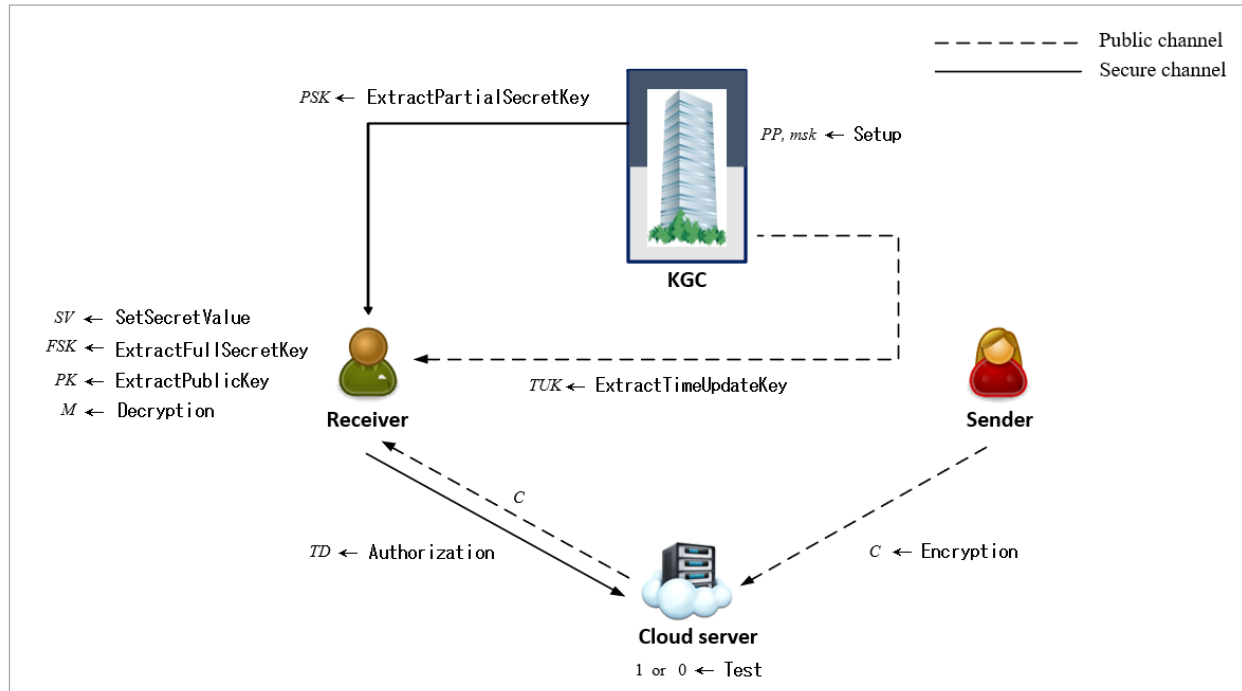 Public channel
Secure channel
PSK ← ExtractPartialSecretKey
PP, msk ← Setup
KGC
SV ← SetSecretValue
FSK ← ExtractFullSecretKey
PK ← ExtractPublicKey
M ← Decryption
TUK ← ExtractTimeUpdateKey
Receiver
Sender
C
TD ← Authorization
C ← Encryption
Cloud server
1 or 0 ← Test